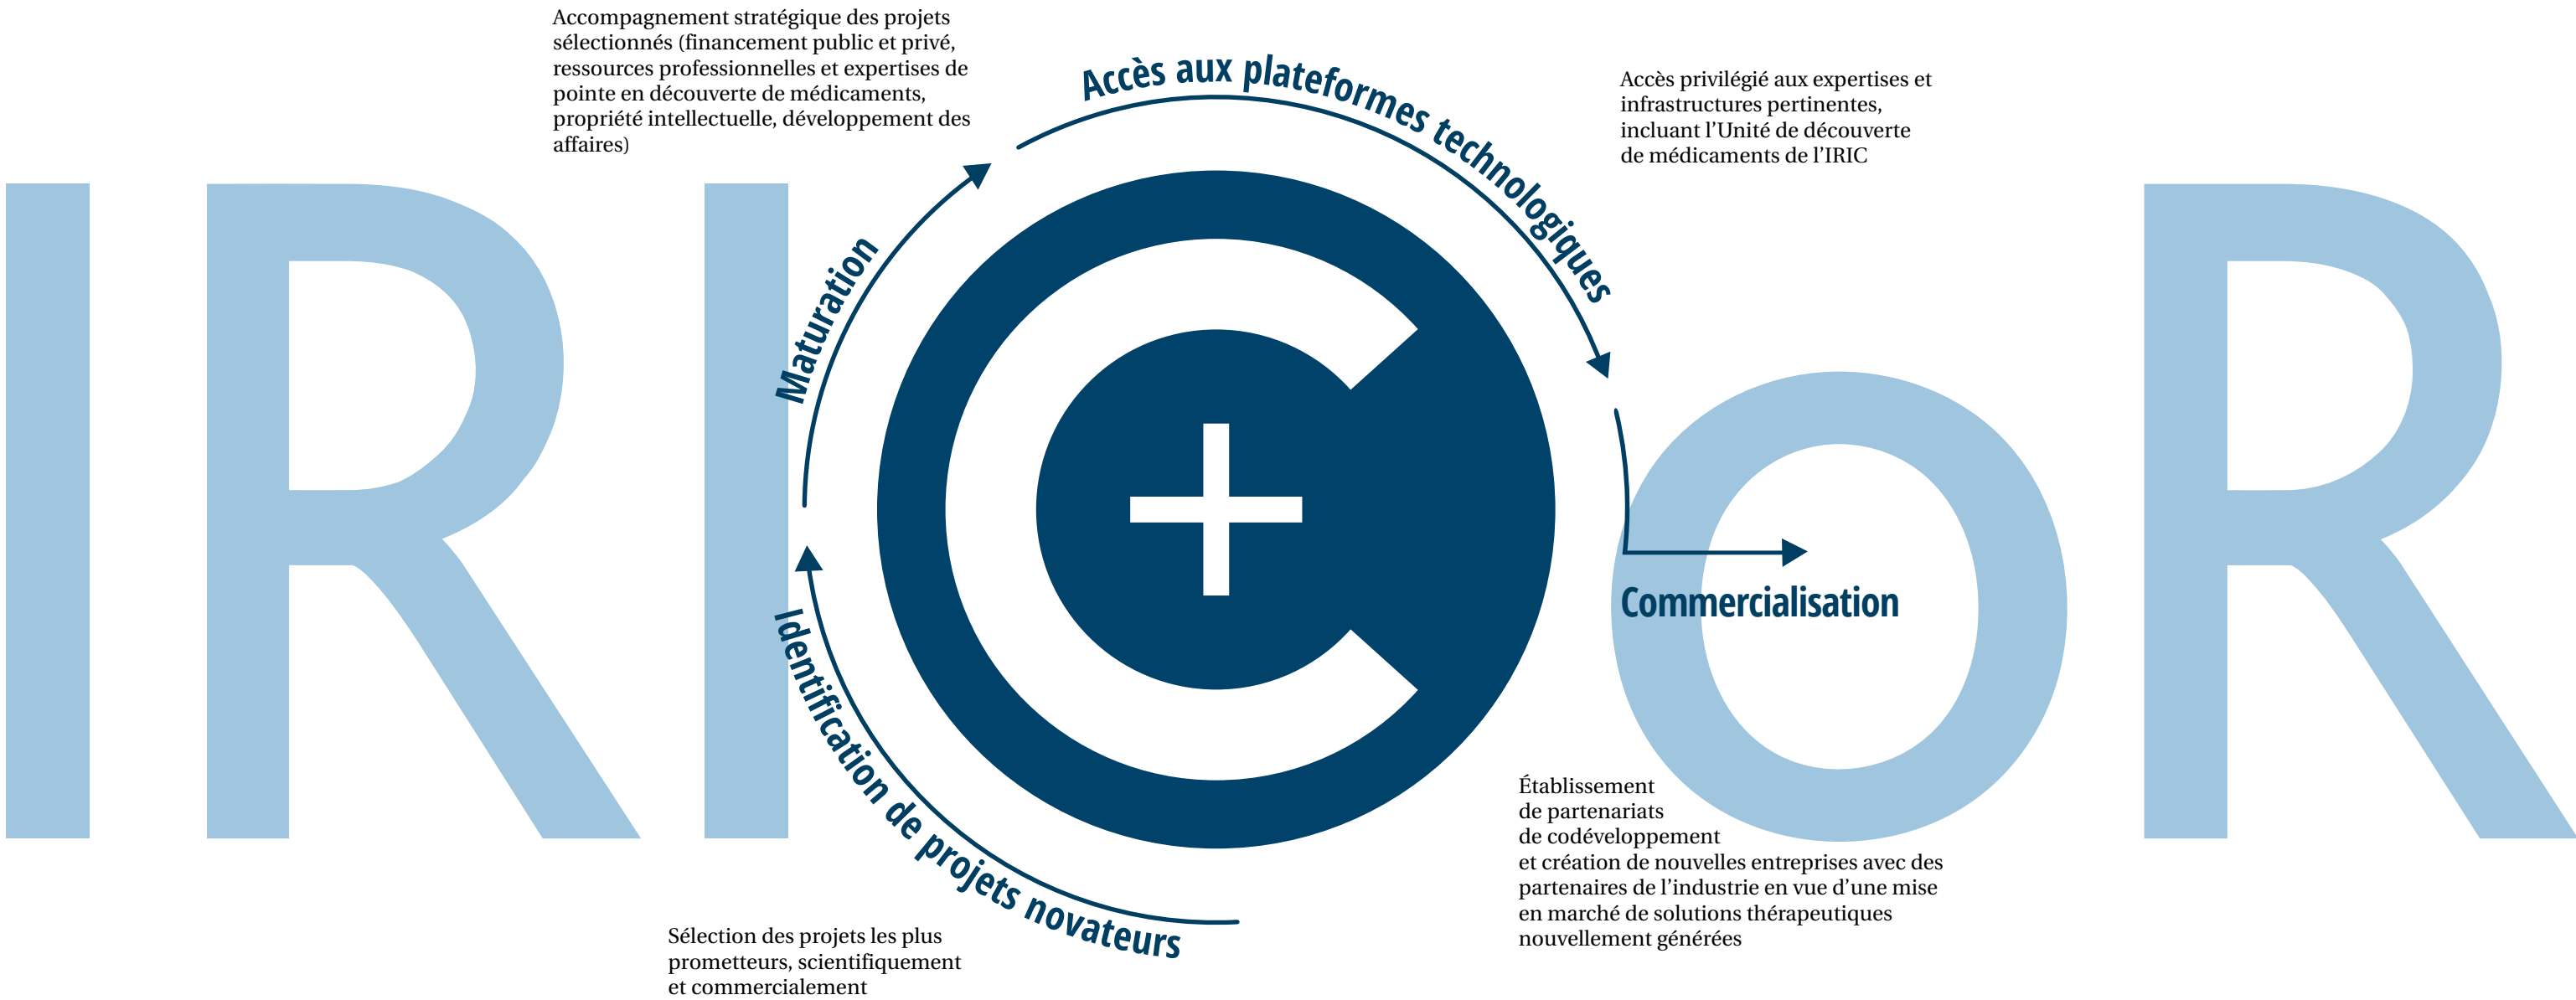 Accompagnement stratégique des projets
sélectionnés (financement public et privé,
ressources professionnelles et expertises de
pointe en découverte de médicaments,
propriété intellectuelle, développement des
affaires)
Accès aux plateformes technologiques
Accès privilégié aux expertises et
infrastructures pertinentes,
incluant l’Unité de découverte
de médicaments de l’IRIC
Maturation
IRICoR
+
Commercialisation
Identification de projets novateurs
Établissement
de partenariats
de codéveloppement
et création de nouvelles entreprises avec des
partenaires de l’industrie en vue d’une mise
en marché de solutions thérapeutiques
nouvellement générées
Sélection des projets les plus
prometteurs, scientifiquement
et commercialement